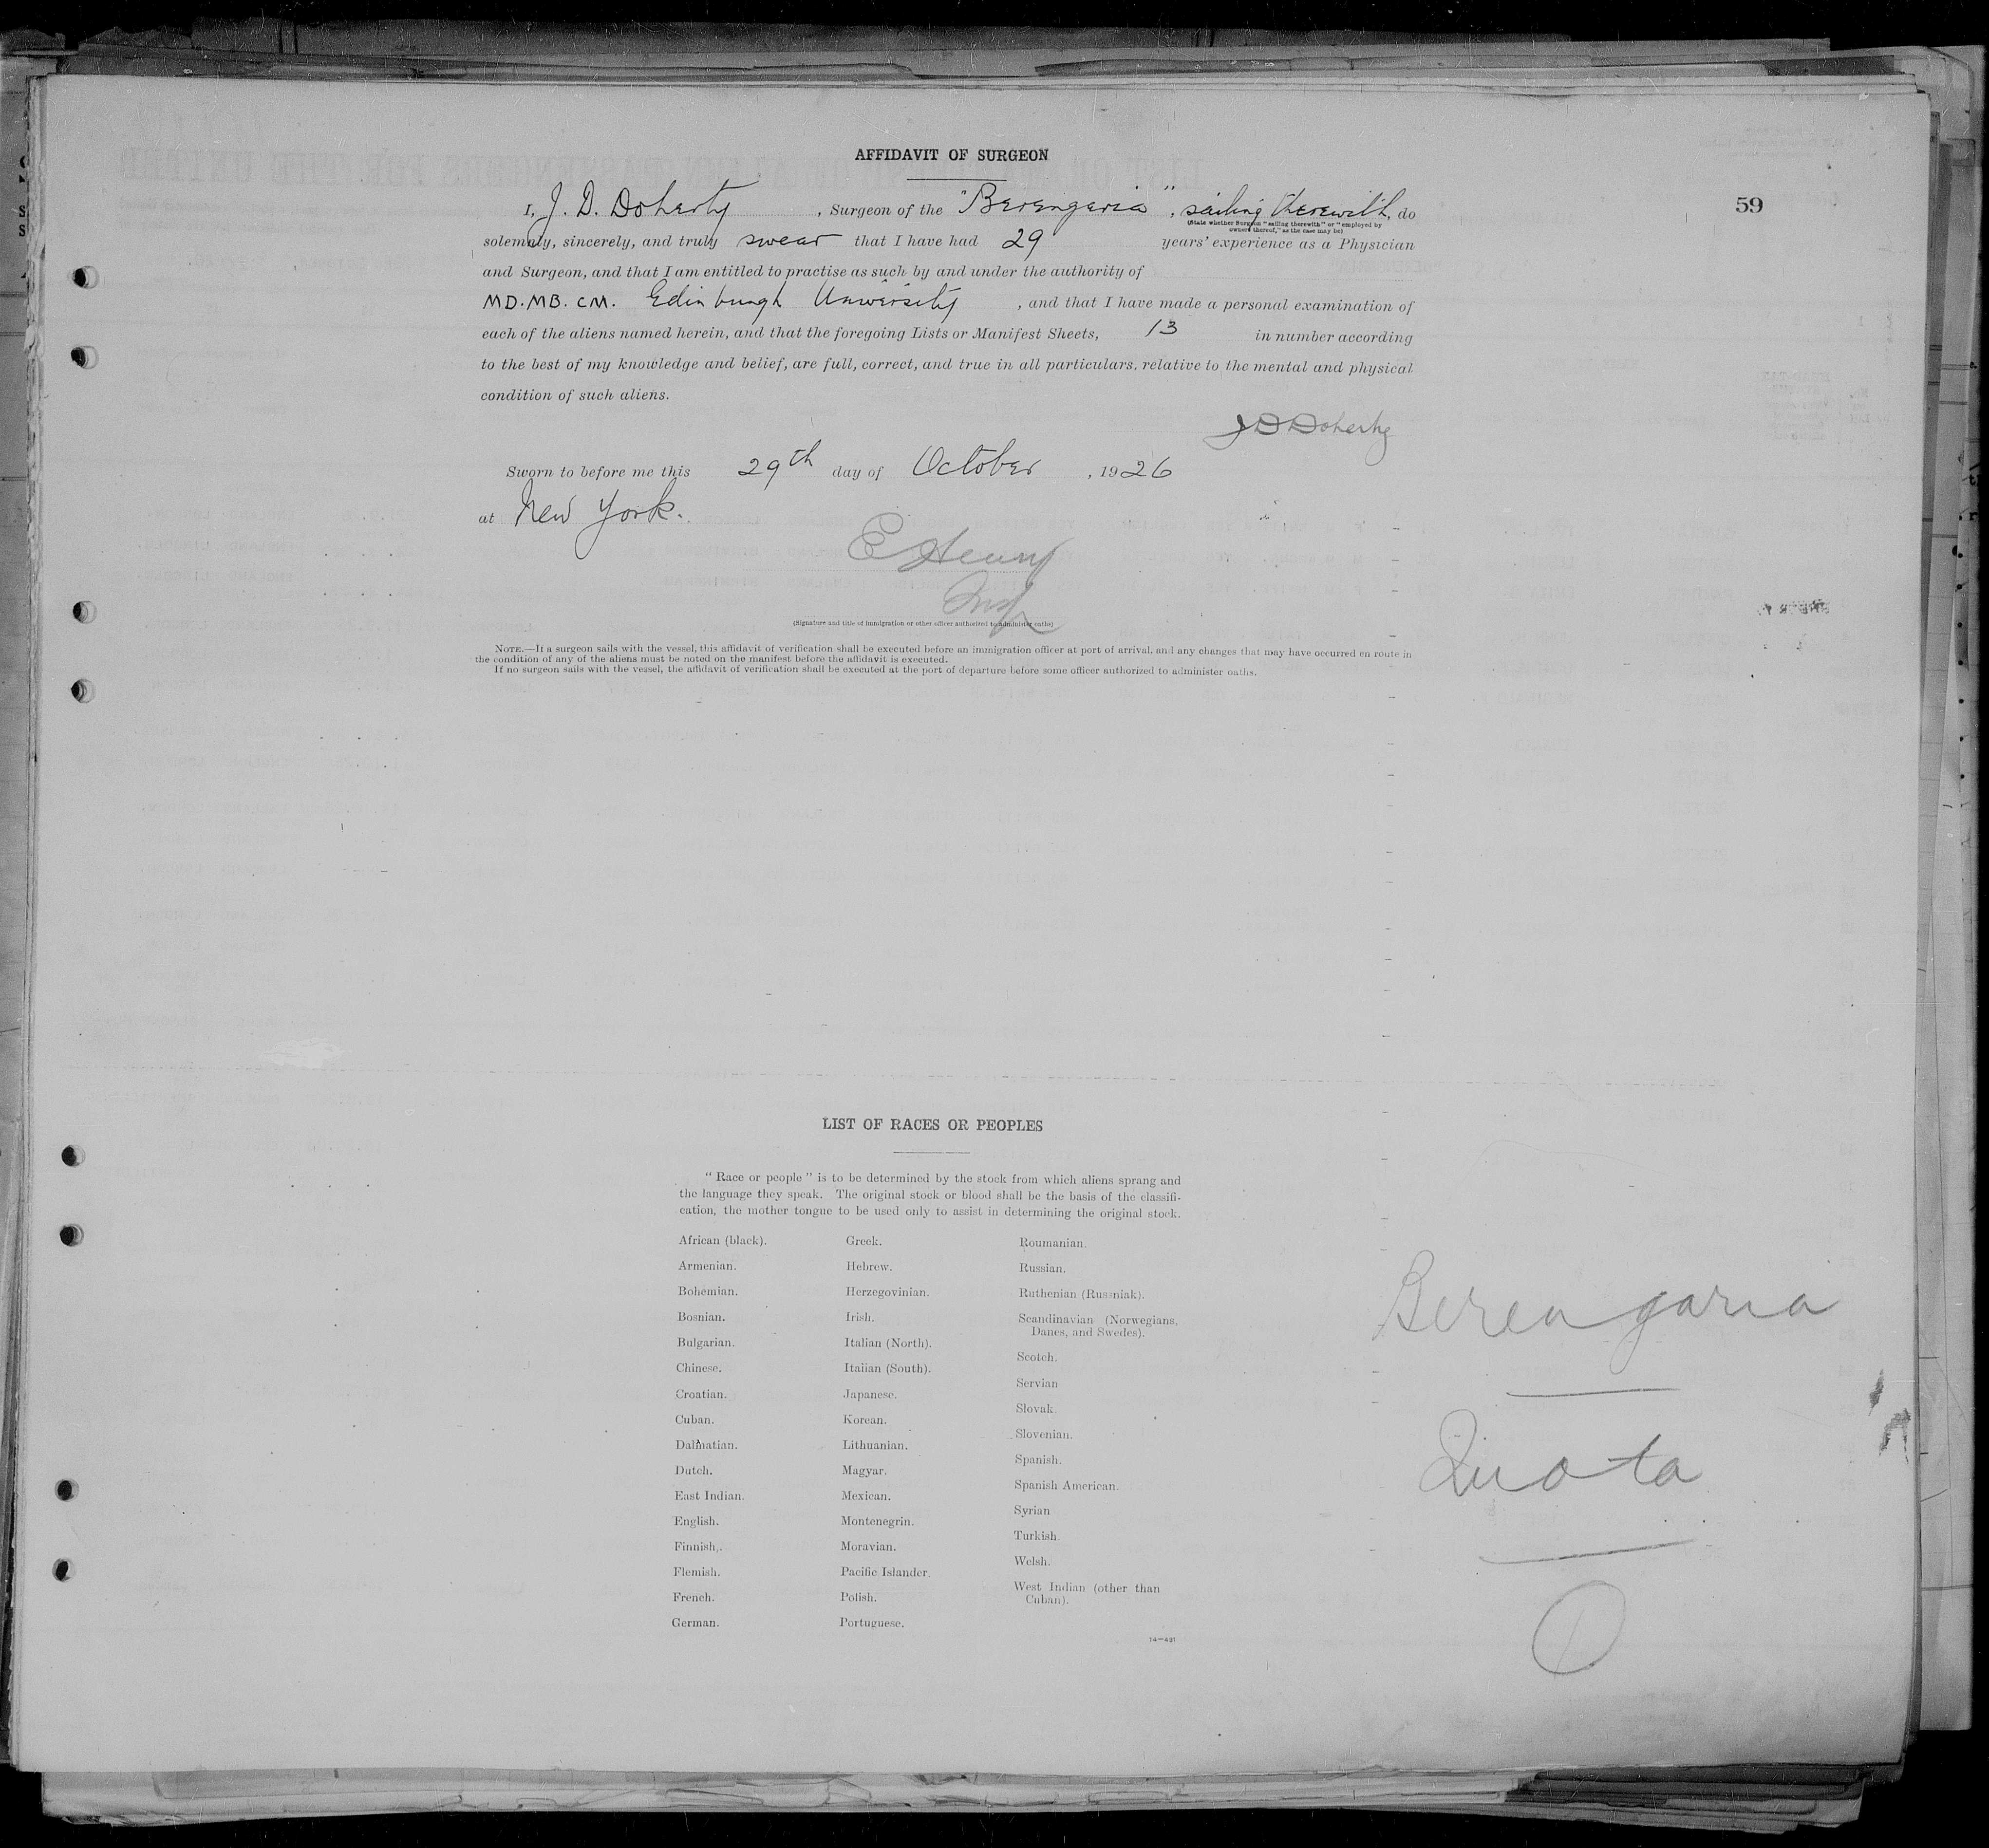 AFFIDAVIT OF SURGEON
59
I, J. D. Doherty , Surgeon of the "Berengaria", sailing therewith, do
(State whether Surgeon "sailing therewith" or "employed by
owners thereof," as the case may be)
solemnly, sincerely, and truly swear that I have had 29 years' experience as a Physician
and Surgeon, and that I am entitled to practise as such by and under the authority of
MD. MB. CM. Edinburgh University , and that I have made a personal examination of
each of the aliens named herein, and that the foregoing Lists or Manifest Sheets, 13 in number according
to the best of my knowledge and belief, are full, correct, and true in all particulars, relative to the mental and physical
condition of such aliens.
J D Doherty
Sworn to before me this 29th day of October , 1926
at New York.
E Henry
Insp
(Signature and title of immigration or other officer authorized to administer oaths)
NOTE.—If a surgeon sails with the vessel, this affidavit of verification shall be executed before an immigration officer at port of arrival, and any changes that may have occurred en route in
the condition of any of the aliens must be noted on the manifest before the affidavit is executed.
If no surgeon sails with the vessel, the affidavit of verification shall be executed at the port of departure before some officer authorized to administer oaths.
LIST OF RACES OR PEOPLES
"Race or people" is to be determined by the stock from which aliens sprang and
the language they speak. The original stock or blood shall be the basis of the classifi-
cation, the mother tongue to be used only to assist in determining the original stock.
African (black).
Armenian.
Bohemian.
Bosnian.
Bulgarian.
Chinese.
Croatian.
Cuban.
Dalmatian.
Dutch.
East Indian.
English.
Finnish.
Flemish.
French.
German.
Greek.
Hebrew.
Herzegovinian.
Irish.
Italian (North).
Italian (South).
Japanese.
Korean.
Lithuanian.
Magyar.
Mexican.
Montenegrin.
Moravian.
Pacific Islander.
Polish.
Portuguese.
Roumanian.
Russian.
Ruthenian (Russniak).
Scandinavian (Norwegians,
Danes, and Swedes).
Scotch.
Servian
Slovak
Slovenian.
Spanish.
Spanish American.
Syrian
Turkish
Welsh.
West Indian (other than
Cuban).
14—431
Berengaria
Quota
1